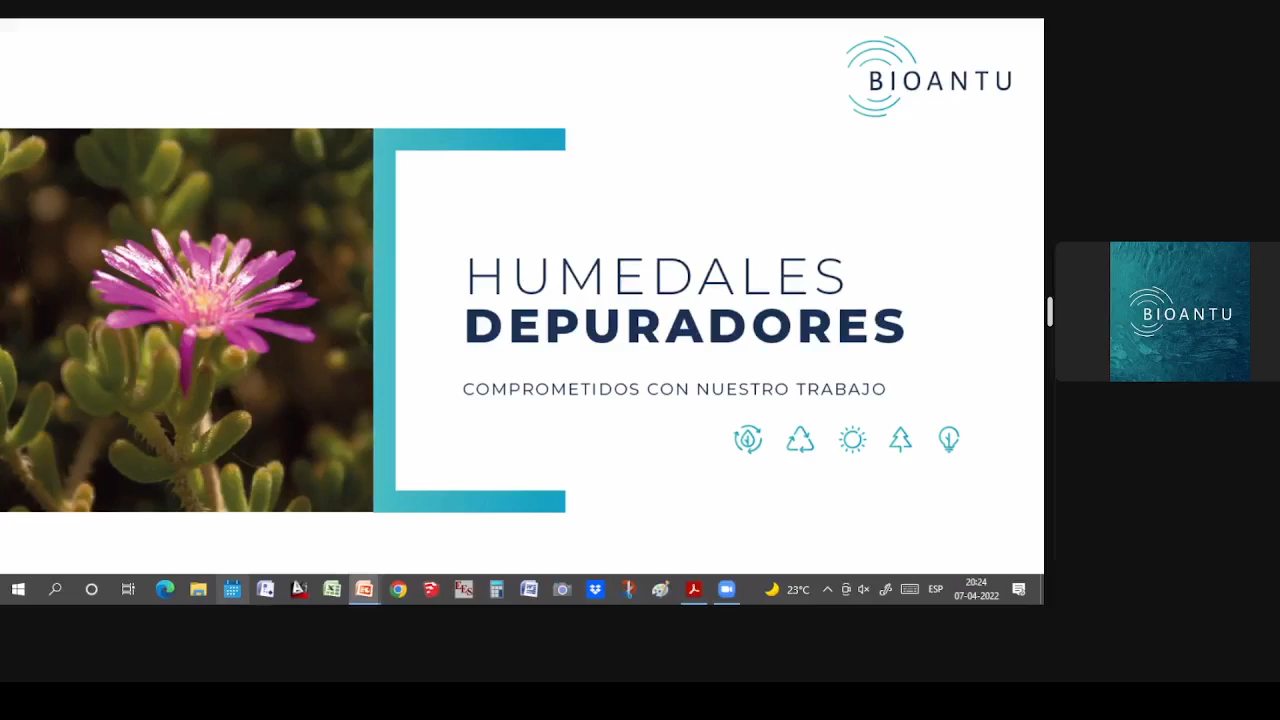 BIOANTU
HUMEDALES
DEPURADORES
COMPROMETIDOS CON NUESTRO TRABAJO
BIOANTU
23°C
ESP
20:24
07-04-2022